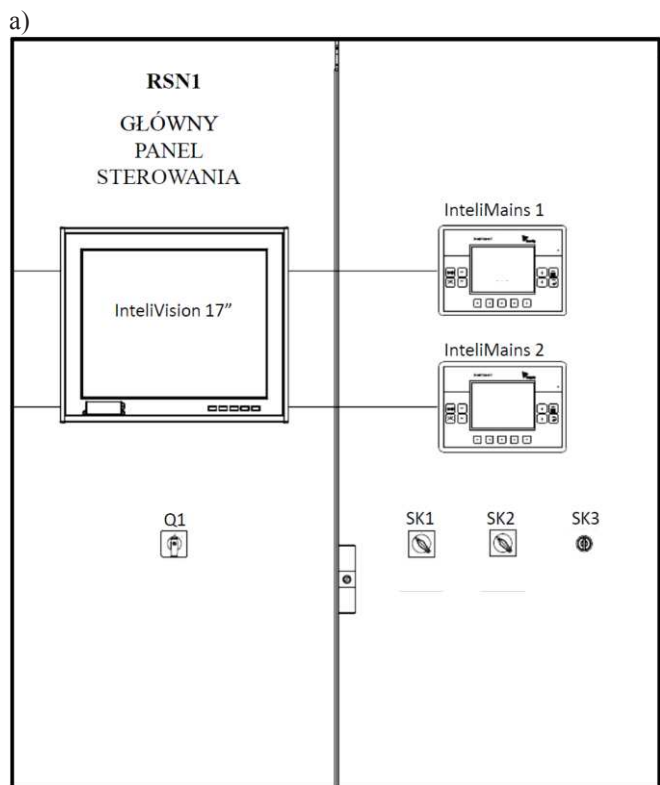 a)
RSN1
GŁÓWNY
PANEL
STEROWANIA
InteliVision 17”
InteliMains 1
InteliMains 2
Q1
SK1
SK2
SK3